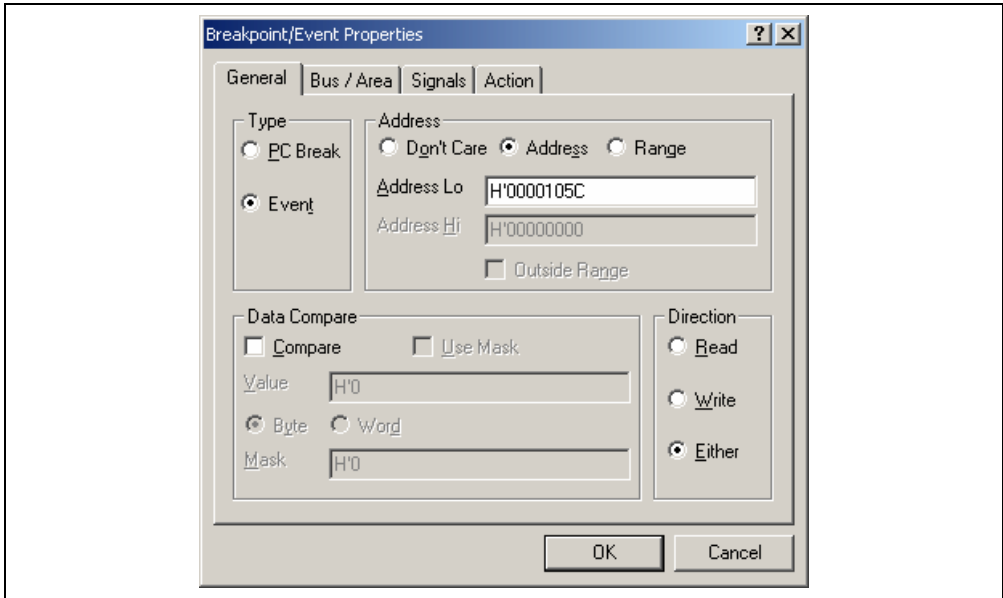 Breakpoint/Event Properties
General Bus / Area Signals Action
Type
PC Break
Event
Address
Don't Care Address Range
Address Lo H'0000105C
Address Hi H'00000000
Outside Range
Data Compare
Compare Use Mask
Value H'0
Byte Word
Mask H'0
Direction
Read
Write
Either
OK Cancel